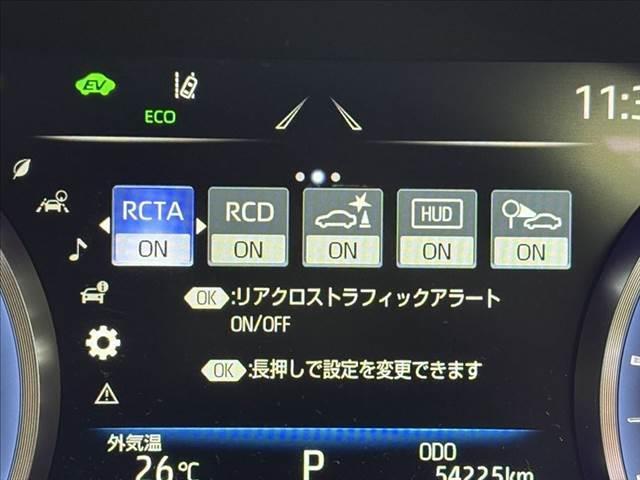 EV
ECO
11:3
RCTA
RCD
HUD
ON
ON
ON
ON
ON
OK:リアクロストラフィックアラート
ON/OFF
OK:長押しで設定を変更できます
外気温
26℃
P
ODO
54225km